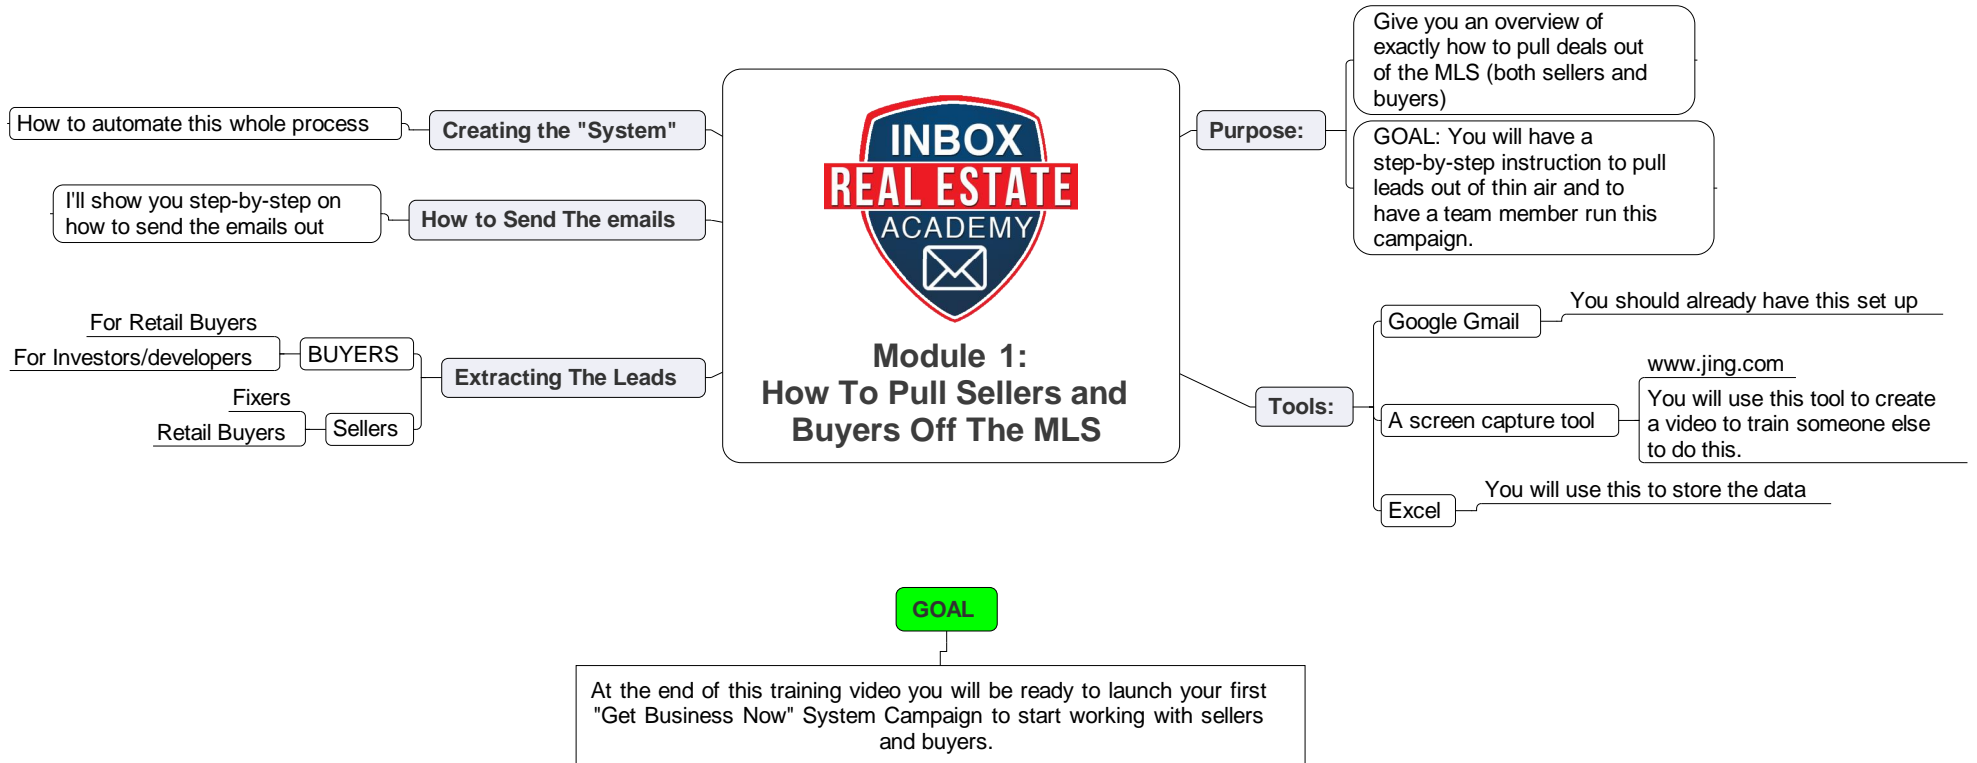 INBOX
REAL ESTATE
ACADEMY
Module 1:
How To Pull Sellers and
Buyers Off The MLS
Purpose:
Give you an overview of
exactly how to pull deals out
of the MLS (both sellers and
buyers)
GOAL: You will have a
step-by-step instruction to pull
leads out of thin air and to
have a team member run this
campaign.
Tools:
Google Gmail
You should already have this set up
A screen capture tool
www.jing.com
You will use this tool to create
a video to train someone else
to do this.
Excel
You will use this to store the data
Extracting The Leads
BUYERS
For Retail Buyers
For Investors/developers
Sellers
Fixers
Retail Buyers
How to Send The emails
I'll show you step-by-step on
how to send the emails out
Creating the "System"
How to automate this whole process
GOAL
At the end of this training video you will be ready to launch your first
"Get Business Now" System Campaign to start working with sellers
and buyers.